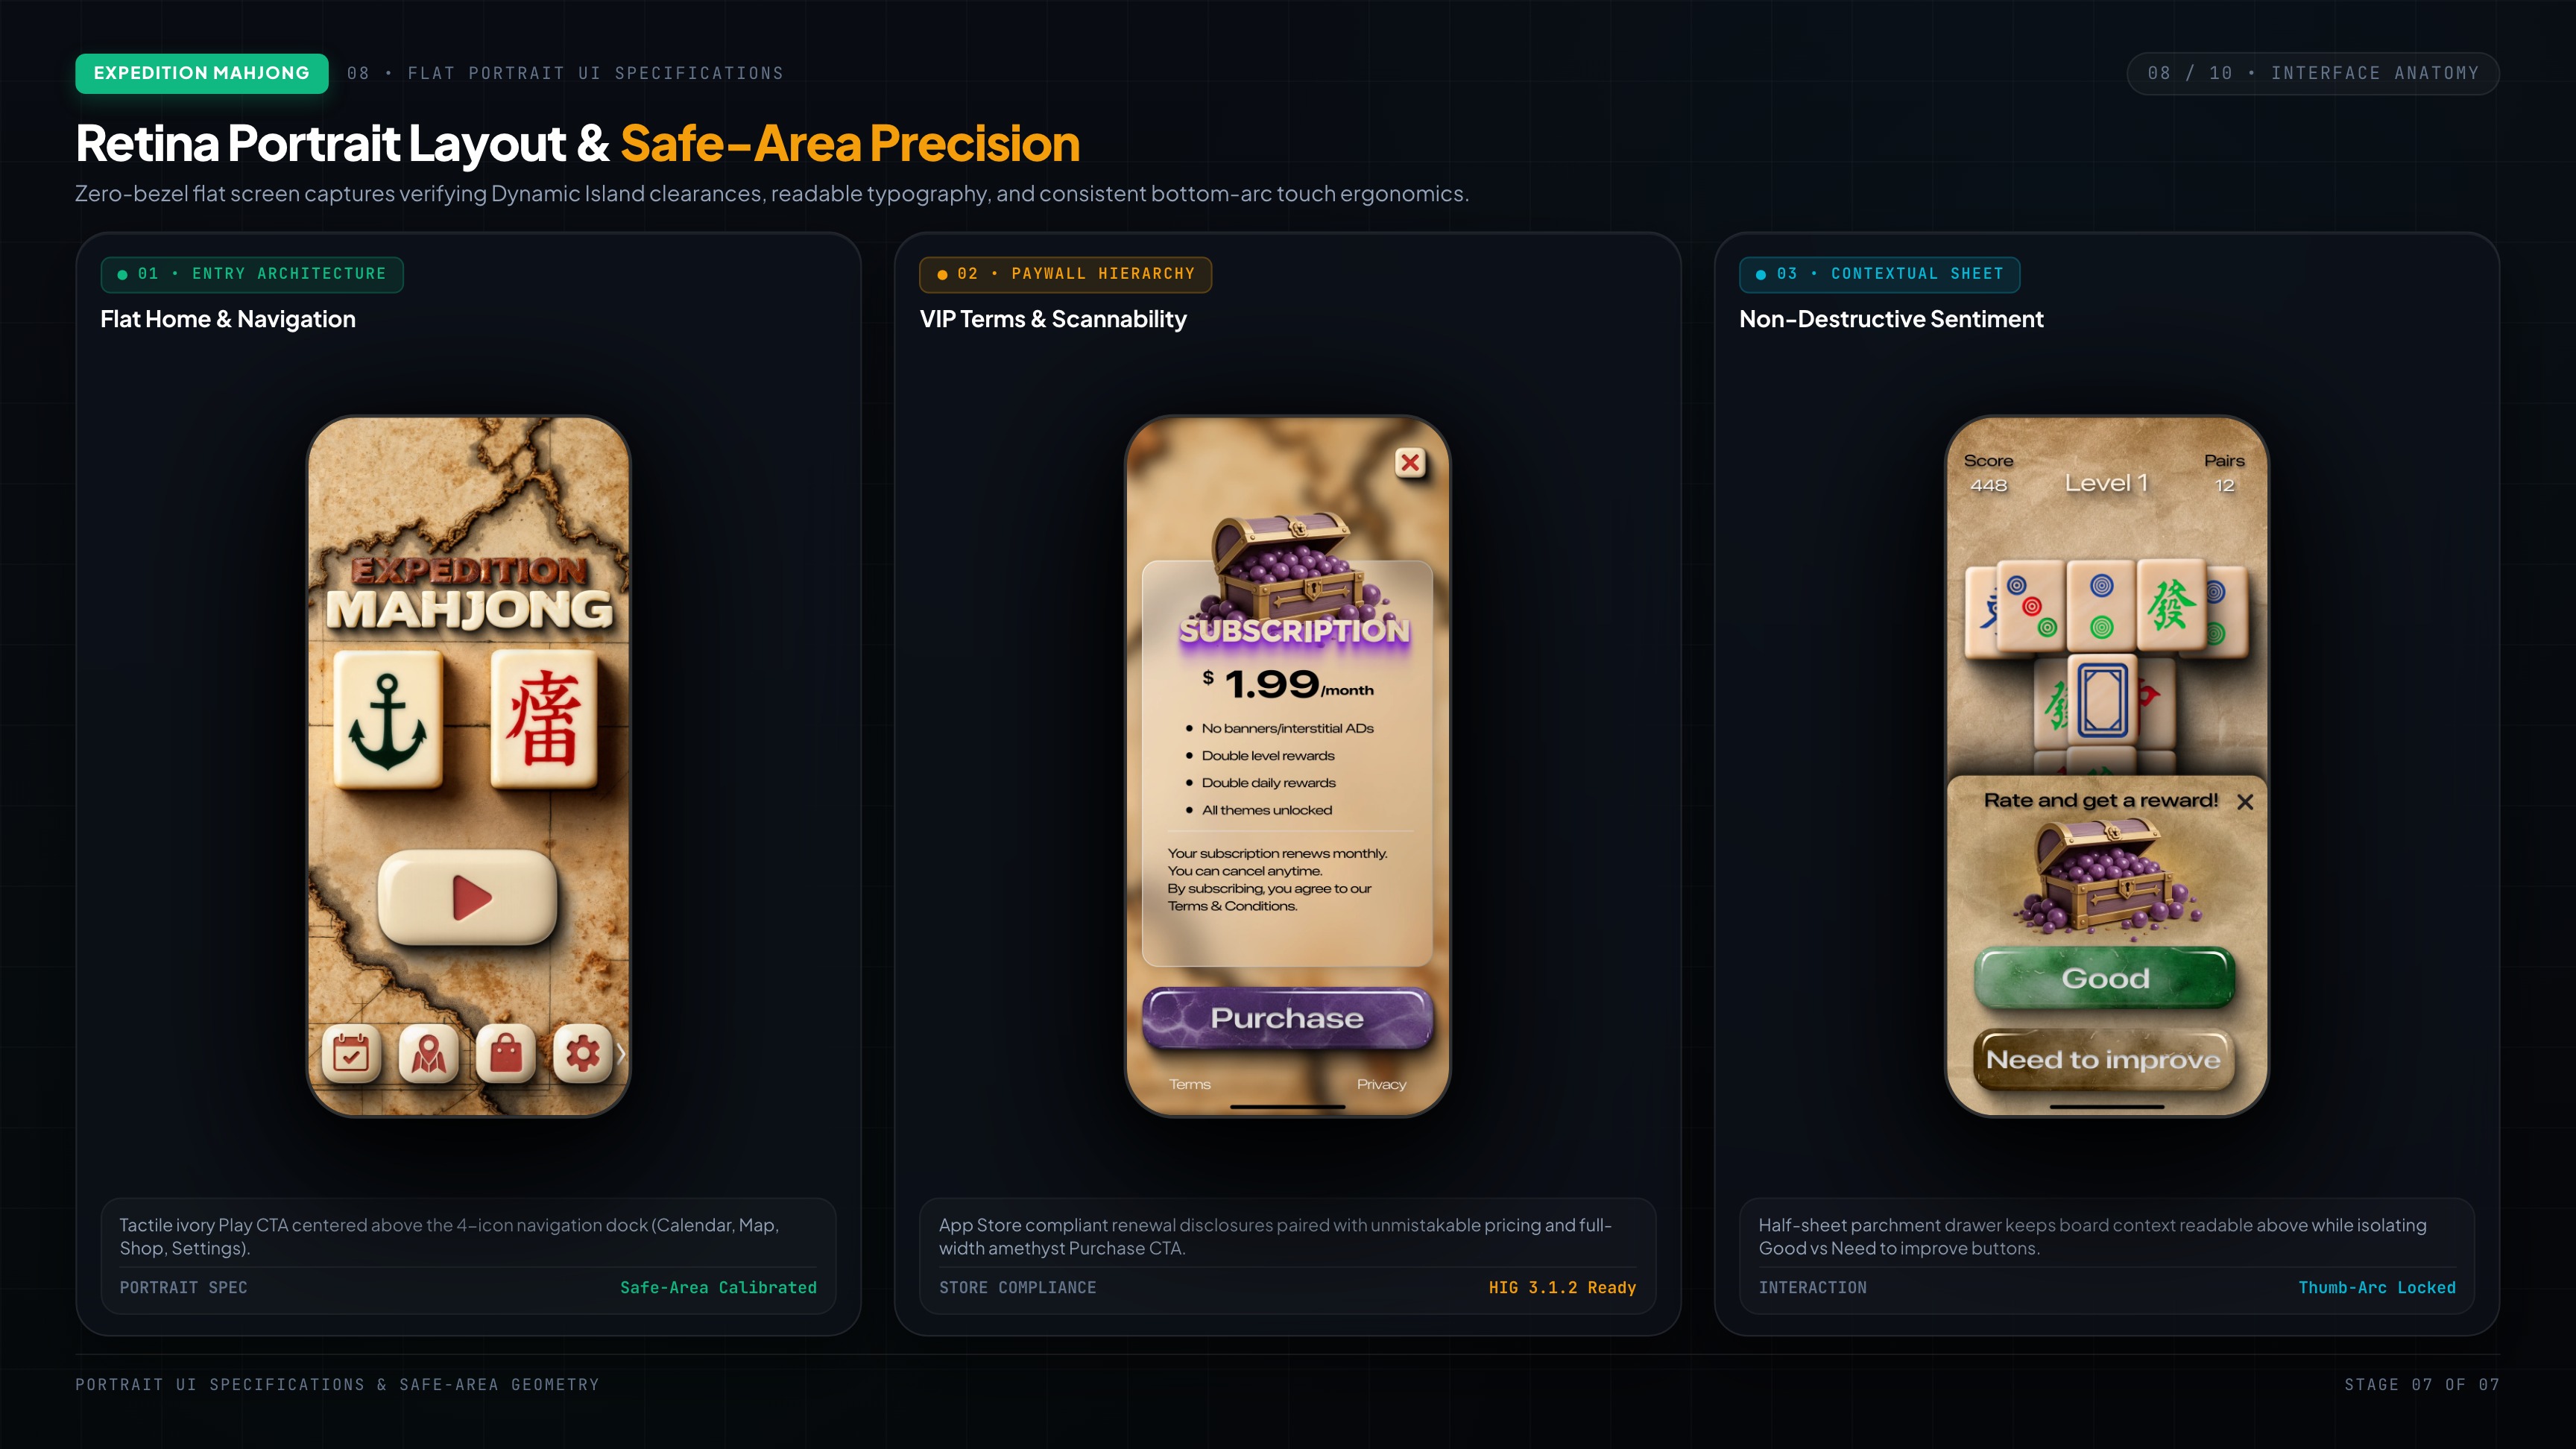 EXPEDITION MAHJONG
08 • FLAT PORTRAIT UI SPECIFICATIONS
08 / 10 • INTERFACE ANATOMY
Retina Portrait Layout & Safe-Area Precision
Zero-bezel flat screen captures verifying Dynamic Island clearances, readable typography, and consistent bottom-arc touch ergonomics.
01 • ENTRY ARCHITECTURE
Flat Home & Navigation
EXPEDITION
MAHJONG
Tactile ivory Play CTA centered above the 4-icon navigation dock (Calendar, Map,
Shop, Settings).
PORTRAIT SPEC
Safe-Area Calibrated
02 • PAYWALL HIERARCHY
VIP Terms & Scannability
SUBSCRIPTION
$ 1.99/month
• No banners/interstitial ADs
• Double level rewards
• Double daily rewards
• All themes unlocked
Your subscription renews monthly.
You can cancel anytime.
By subscribing, you agree to our
Terms & Conditions.
Purchase
Terms
Privacy
App Store compliant renewal disclosures paired with unmistakable pricing and full-
width amethyst Purchase CTA.
STORE COMPLIANCE
HIG 3.1.2 Ready
03 • CONTEXTUAL SHEET
Non-Destructive Sentiment
Score
448
Level 1
Pairs
12
發
Rate and get a reward!
Good
Need to improve
Half-sheet parchment drawer keeps board context readable above while isolating
Good vs Need to improve buttons.
INTERACTION
Thumb-Arc Locked
PORTRAIT UI SPECIFICATIONS & SAFE-AREA GEOMETRY
STAGE 07 OF 07